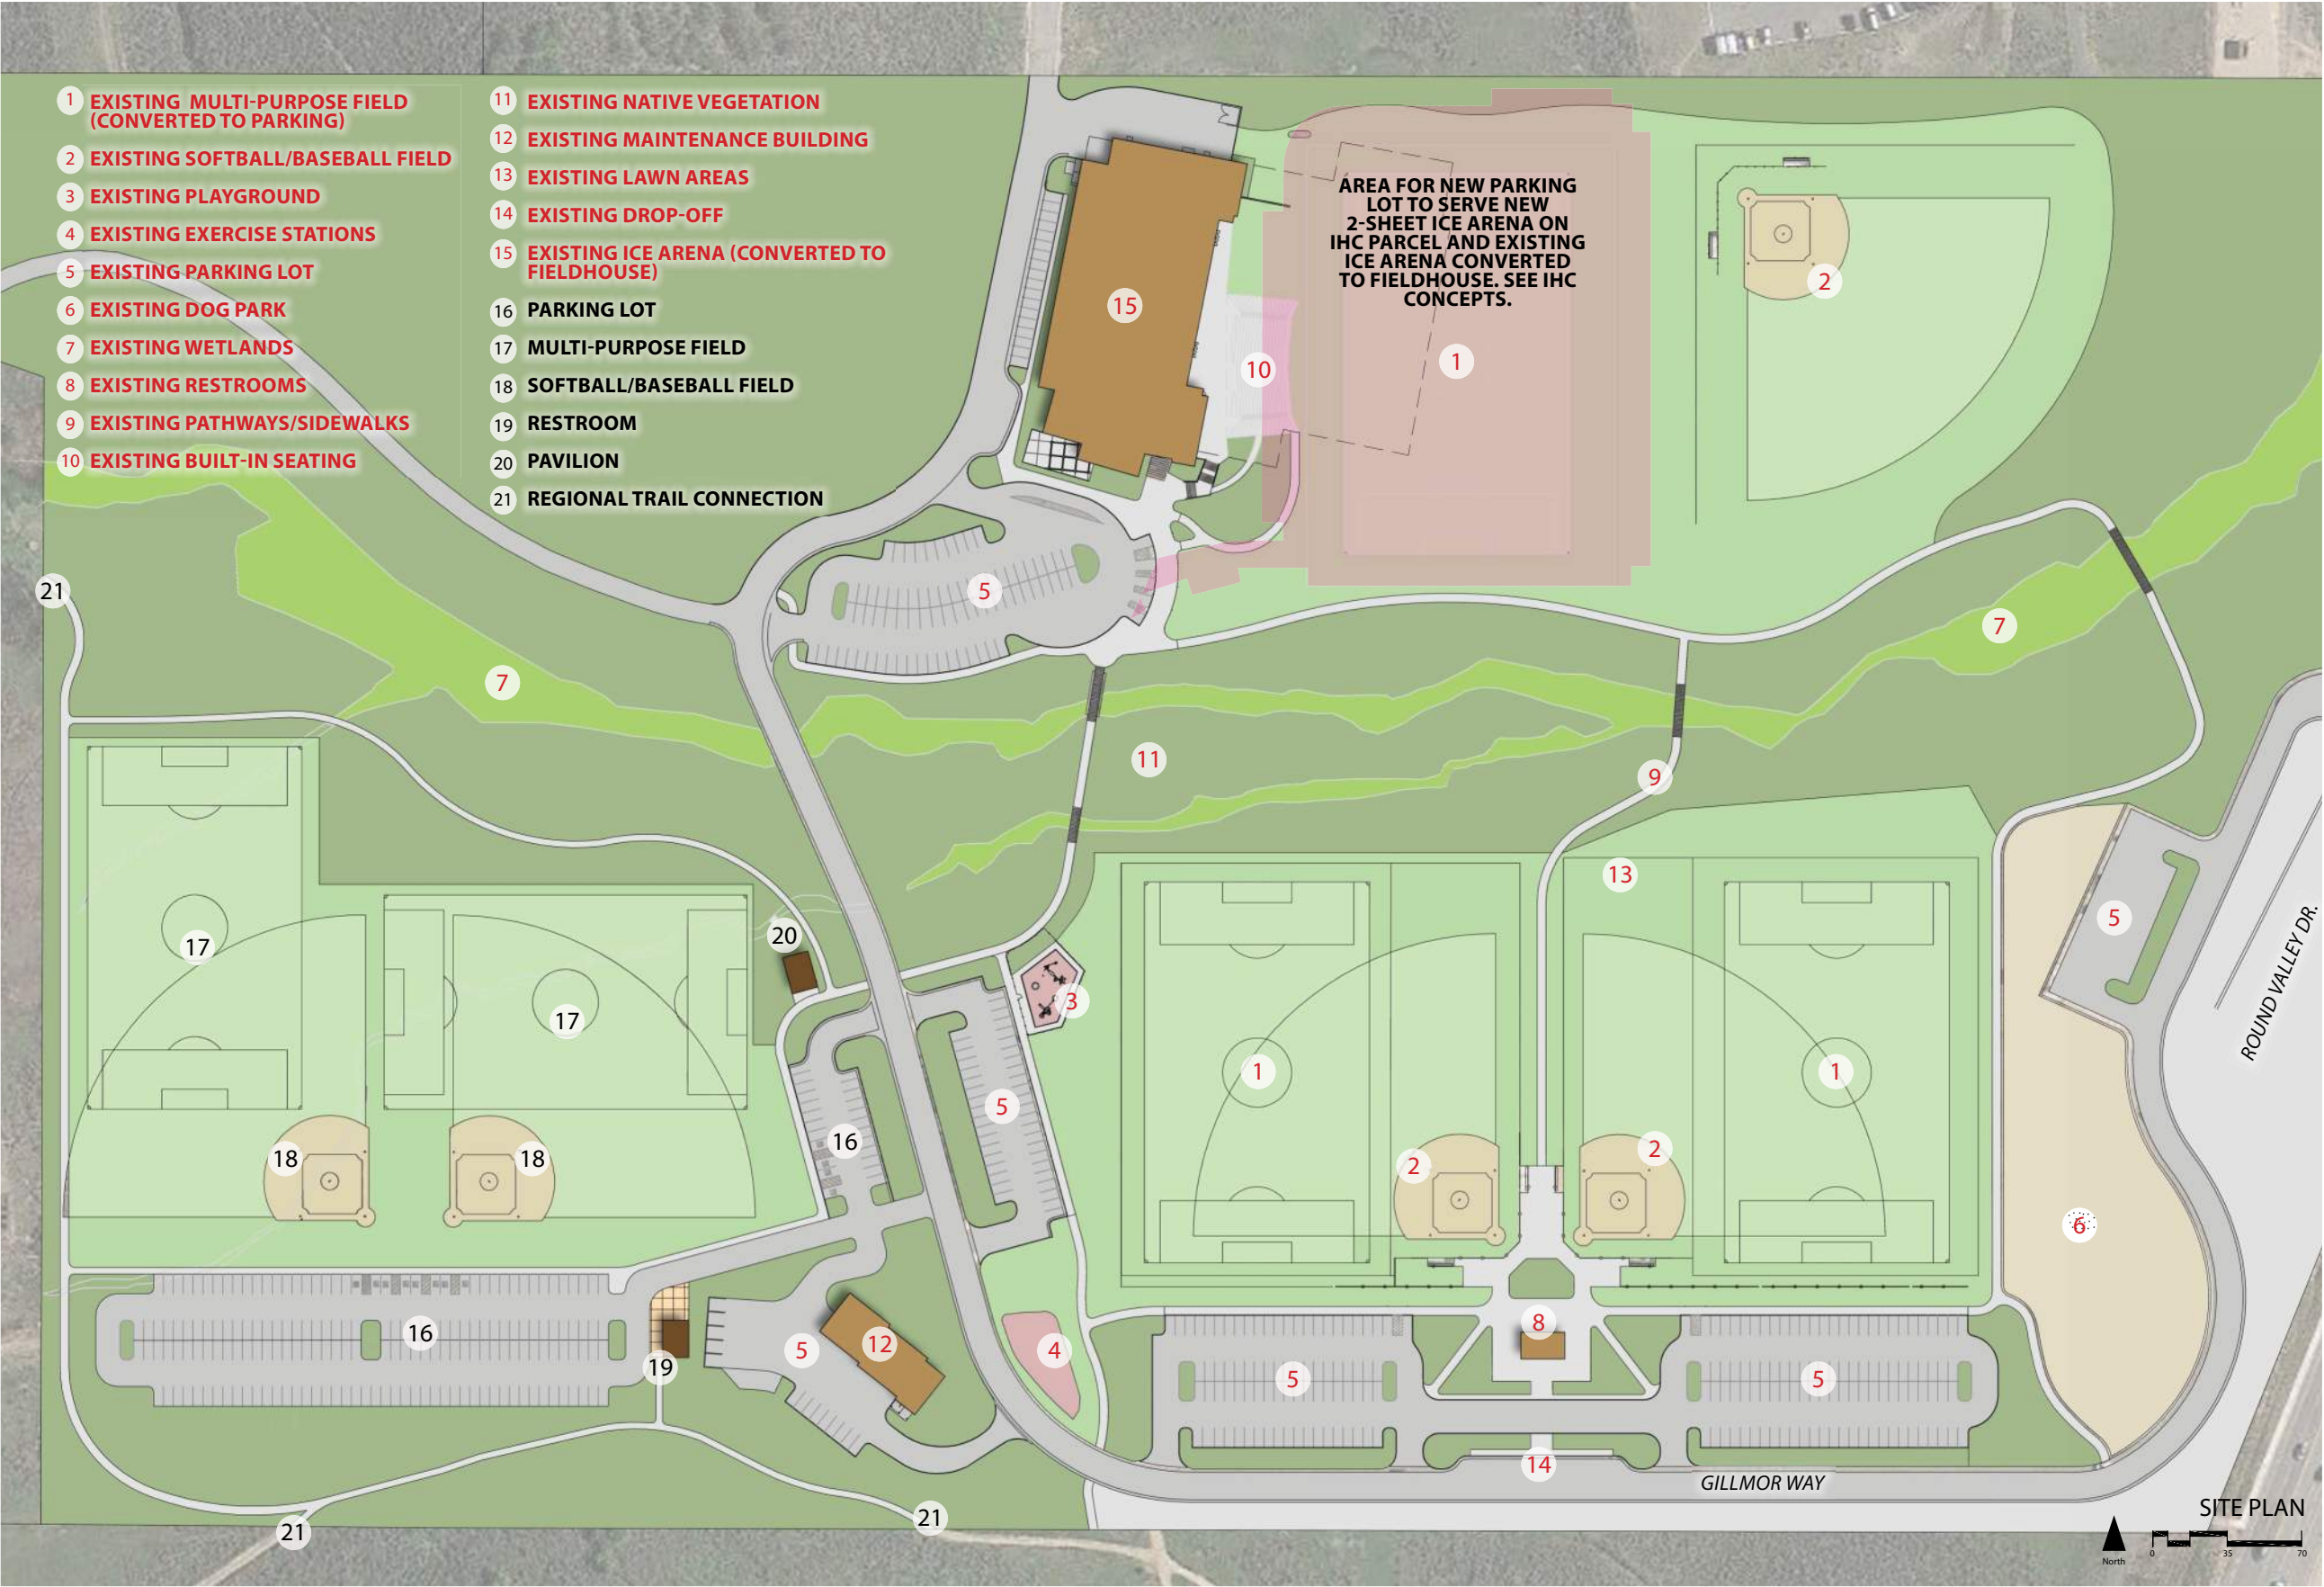 1 EXISTING MULTI-PURPOSE FIELD
(CONVERTED TO PARKING)
2 EXISTING SOFTBALL/BASEBALL FIELD
3 EXISTING PLAYGROUND
4 EXISTING EXERCISE STATIONS
5 EXISTING PARKING LOT
6 EXISTING DOG PARK
7 EXISTING WETLANDS
8 EXISTING RESTROOMS
9 EXISTING PATHWAYS/SIDEWALKS
10 EXISTING BUILT-IN SEATING
11 EXISTING NATIVE VEGETATION
12 EXISTING MAINTENANCE BUILDING
13 EXISTING LAWN AREAS
14 EXISTING DROP-OFF
15 EXISTING ICE ARENA (CONVERTED TO
FIELDHOUSE)
16 PARKING LOT
17 MULTI-PURPOSE FIELD
18 SOFTBALL/BASEBALL FIELD
19 RESTROOM
20 PAVILION
21 REGIONAL TRAIL CONNECTION
AREA FOR NEW PARKING
LOT TO SERVE NEW
2-SHEET ICE ARENA ON
IHC PARCEL AND EXISTING
ICE ARENA CONVERTED
TO FIELDHOUSE. SEE IHC
CONCEPTS.
2
15
10
1
21
5
7
7
11
9
13
5
20
17
3
17
1
1
5
16
18
18
2
2
6
8
16
12
5
4
19
5
5
14
21
21
ROUND VALLEY DR.
GILLMOR WAY
SITE PLAN
North
0 35 70